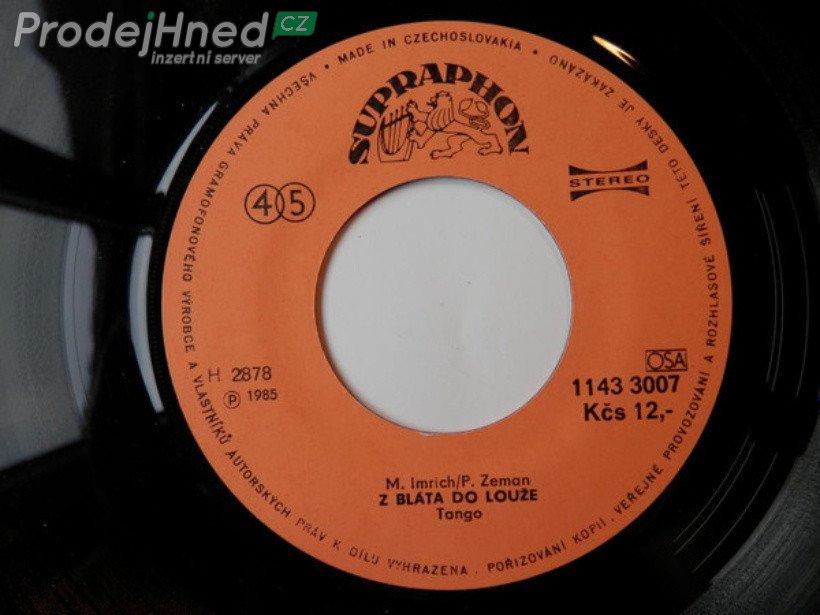 ProdejHned CZ
inzertní server
VŠECHNA PRÁVA GRAMOFONOVÉHO VÝROBCE A VLASTNÍKŮ AUTORSKÝCH PRÁV K DÍLU VYHRAZENA. POŘIZOVÁNÍ KOPIÍ, VEŘEJNÉ PROVOZOVÁNÍ A ROZHLASOVÉ ŠÍŘENÍ TÉTO DESKY JE ZAKÁZÁNO • MADE IN CZECHOSLOVAKIA •
SUPRAPHON
45
STEREO
H 2878
℗ 1985
OSA
1143 3007
Kčs 12,-
M. Imrich/P. Zeman
Z BLÁTA DO LOUŽE
Tango